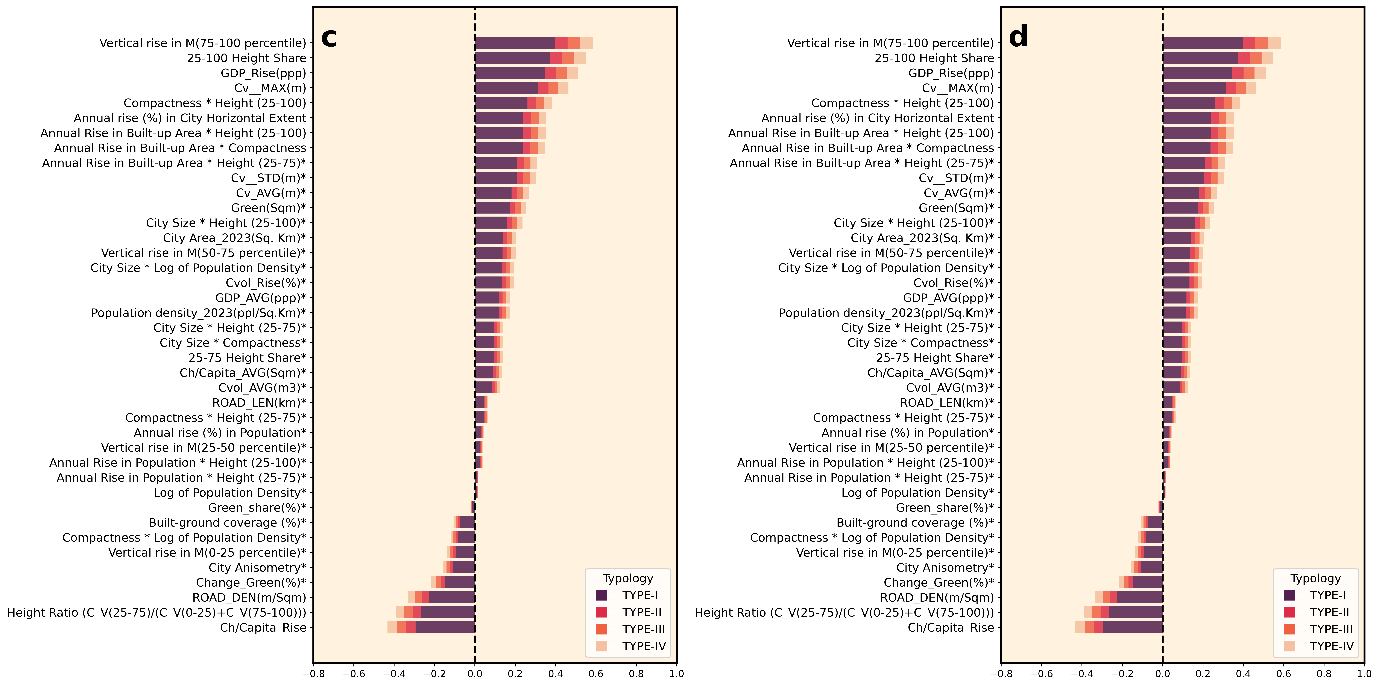 c
Vertical rise in M(75-100 percentile)
25-100 Height Share
GDP_Rise(ppp)
Cv__MAX(m)
Compactness * Height (25-100)
Annual rise (%) in City Horizontal Extent
Annual Rise in Built-up Area * Height (25-100)
Annual Rise in Built-up Area * Compactness
Annual Rise in Built-up Area * Height (25-75)*
Cv__STD(m)*
Cv_AVG(m)*
Green(Sqm)*
City Size * Height (25-100)*
City Area_2023(Sq. Km)*
Vertical rise in M(50-75 percentile)*
City Size * Log of Population Density*
Cvol_Rise(%)*
GDP_AVG(ppp)*
Population density_2023(ppl/Sq.Km)*
City Size * Height (25-75)*
City Size * Compactness*
25-75 Height Share*
Ch/Capita_AVG(Sqm)*
Cvol_AVG(m3)*
ROAD_LEN(km)*
Compactness * Height (25-75)*
Annual rise (%) in Population*
Vertical rise in M(25-50 percentile)*
Annual Rise in Population * Height (25-100)*
Annual Rise in Population * Height (25-75)*
Log of Population Density*
Green_share(%)*
Built-ground coverage (%)*
Compactness * Log of Population Density*
Vertical rise in M(0-25 percentile)*
City Anisometry*
Change_Green(%)*
ROAD_DEN(m/Sqm)
Height Ratio (C_V(25-75)/(C_V(0-25)+C_V(75-100)))
Ch/Capita_Rise
Typology
TYPE-I
TYPE-II
TYPE-III
TYPE-IV
−0.8 −0.6 −0.4 −0.2 0.0 0.2 0.4 0.6 0.8 1.0
d
Vertical rise in M(75-100 percentile)
25-100 Height Share
GDP_Rise(ppp)
Cv__MAX(m)
Compactness * Height (25-100)
Annual rise (%) in City Horizontal Extent
Annual Rise in Built-up Area * Height (25-100)
Annual Rise in Built-up Area * Compactness
Annual Rise in Built-up Area * Height (25-75)*
Cv__STD(m)*
Cv_AVG(m)*
Green(Sqm)*
City Size * Height (25-100)*
City Area_2023(Sq. Km)*
Vertical rise in M(50-75 percentile)*
City Size * Log of Population Density*
Cvol_Rise(%)*
GDP_AVG(ppp)*
Population density_2023(ppl/Sq.Km)*
City Size * Height (25-75)*
City Size * Compactness*
25-75 Height Share*
Ch/Capita_AVG(Sqm)*
Cvol_AVG(m3)*
ROAD_LEN(km)*
Compactness * Height (25-75)*
Annual rise (%) in Population*
Vertical rise in M(25-50 percentile)*
Annual Rise in Population * Height (25-100)*
Annual Rise in Population * Height (25-75)*
Log of Population Density*
Green_share(%)*
Built-ground coverage (%)*
Compactness * Log of Population Density*
Vertical rise in M(0-25 percentile)*
City Anisometry*
Change_Green(%)*
ROAD_DEN(m/Sqm)
Height Ratio (C_V(25-75)/(C_V(0-25)+C_V(75-100)))
Ch/Capita_Rise
Typology
TYPE-I
TYPE-II
TYPE-III
TYPE-IV
−0.8 −0.6 −0.4 −0.2 0.0 0.2 0.4 0.6 0.8 1.0